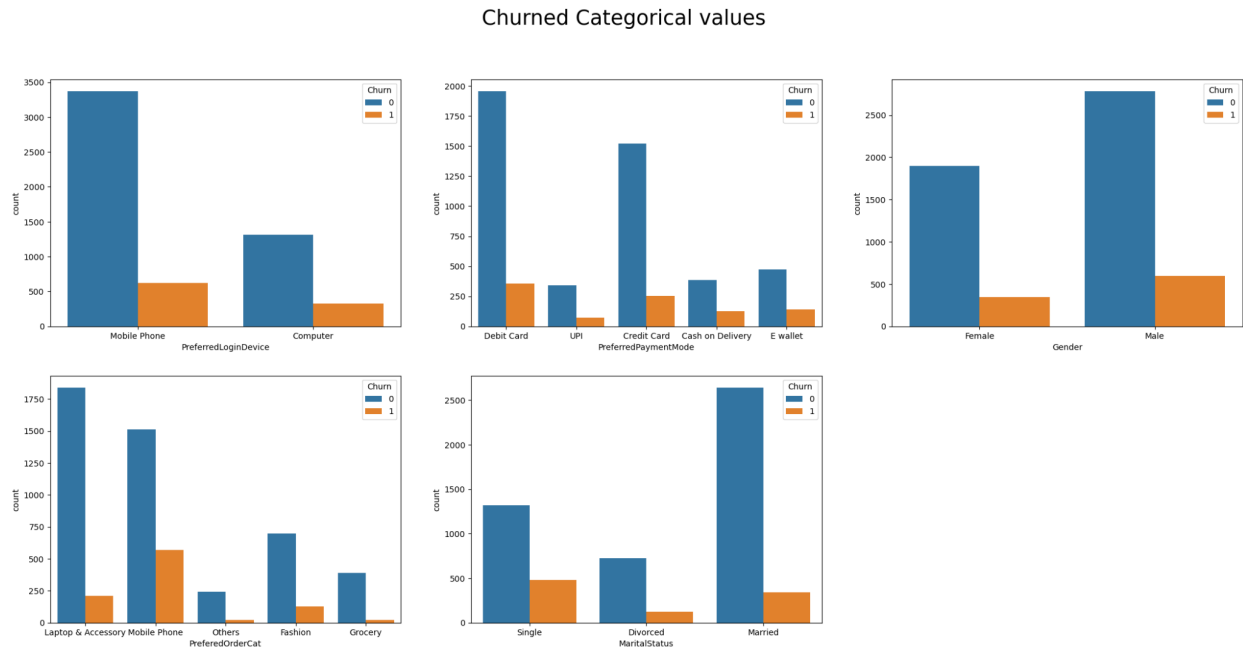 Churned Categorical values
3500
3000
2500
2000
1500
1000
500
0
count
Churn
0
1
Mobile Phone Computer
PreferredLoginDevice
2000
1750
1500
1250
1000
750
500
250
0
count
Churn
0
1
Debit Card UPI Credit Card Cash on Delivery E wallet
PreferredPaymentMode
2500
2000
1500
1000
500
0
count
Churn
0
1
Female Male
Gender
1750
1500
1250
1000
750
500
250
0
count
Churn
0
1
Laptop & Accessory Mobile Phone Others Fashion Grocery
PreferedOrderCat
2500
2000
1500
1000
500
0
count
Churn
0
1
Single Divorced Married
MaritalStatus